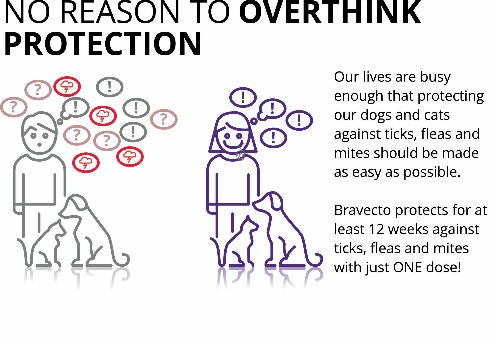 NO REASON TO OVERTHINK
PROTECTION
? ? !
? ! ! ?
? ? !
! ! ! !
Our lives are busy
enough that protecting
our dogs and cats
against ticks, fleas and
mites should be made
as easy as possible.
Bravecto protects for at
least 12 weeks against
ticks, fleas and mites
with just ONE dose!